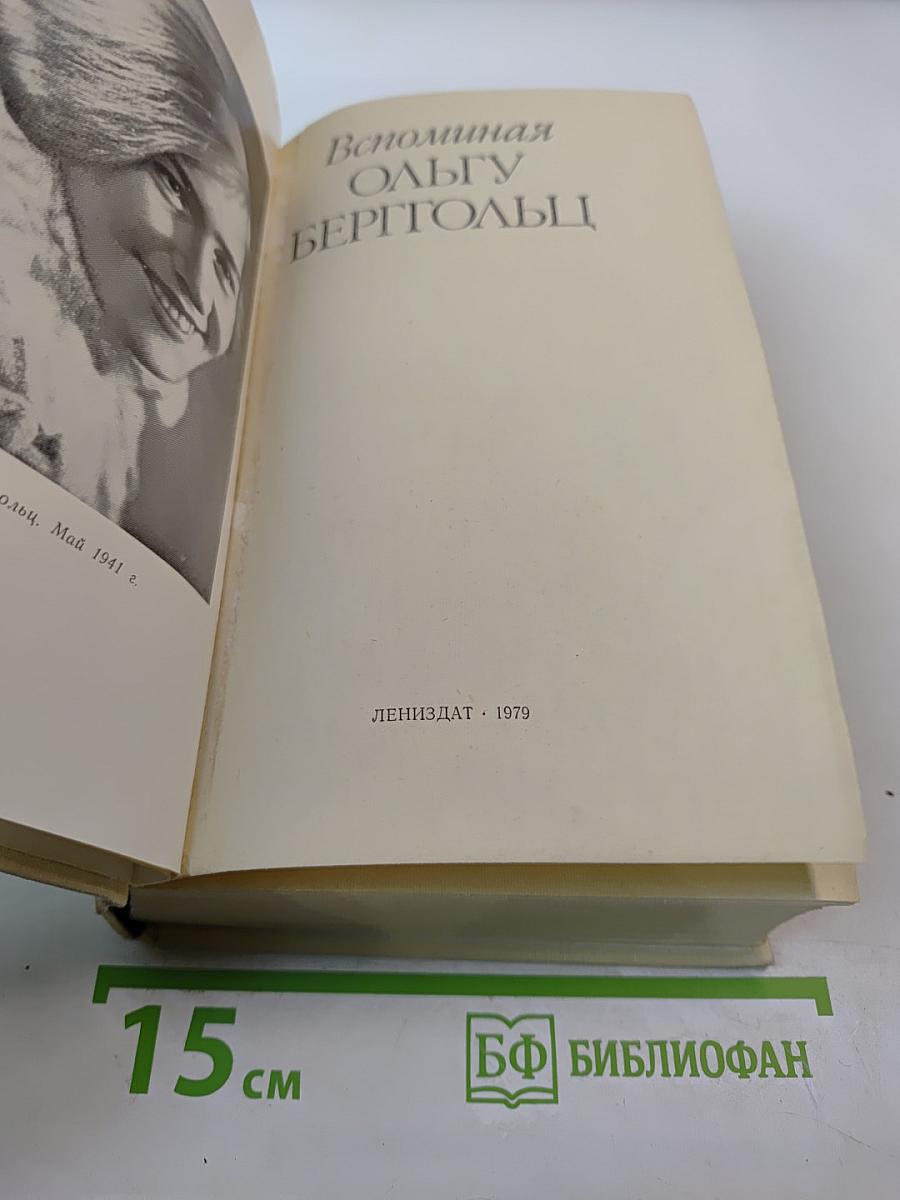 Вспоминая
ОЛЬГУ
БЕРГГОЛЬЦ
ольц. Май 1941 г.
ЛЕНИЗДАТ · 1979
15 см
БФ БИБЛИОФАН